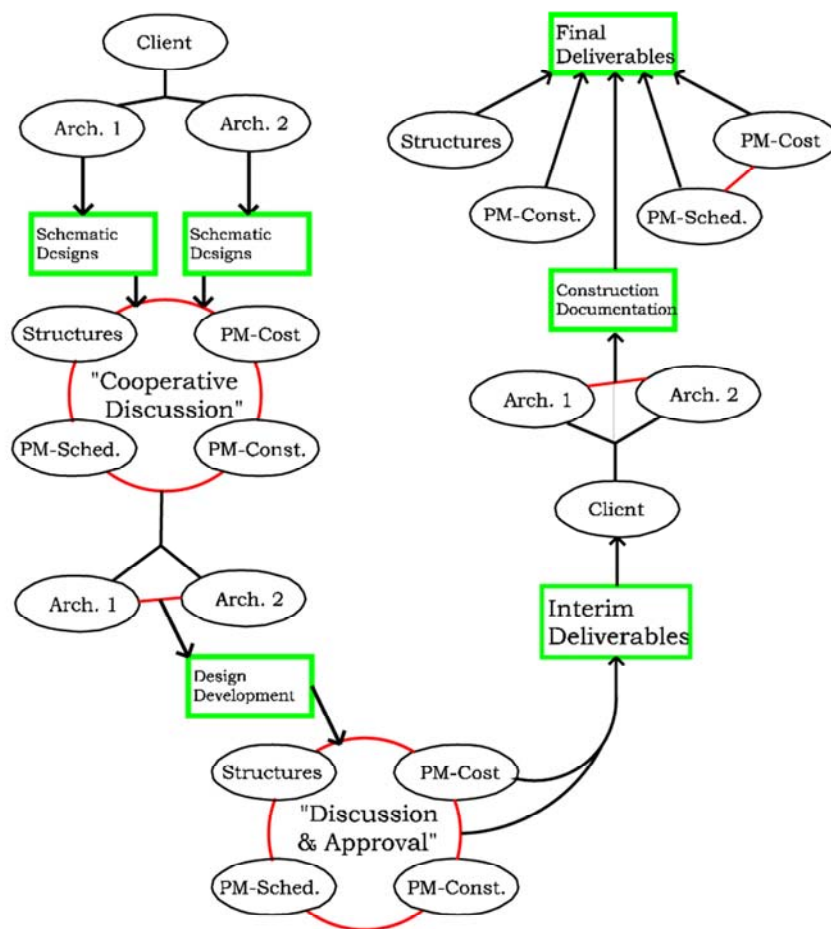 Client
Arch. 1
Arch. 2
Schematic
Designs
Schematic
Designs
Structures
PM-Cost
"Cooperative
Discussion"
PM-Sched.
PM-Const.
Arch. 1
Arch. 2
Design
Development
Structures
PM-Cost
"Discussion
& Approval"
PM-Sched.
PM-Const.
Interim
Deliverables
Client
Arch. 1
Arch. 2
Construction
Documentation
Structures
PM-Const.
PM-Sched.
PM-Cost
Final
Deliverables